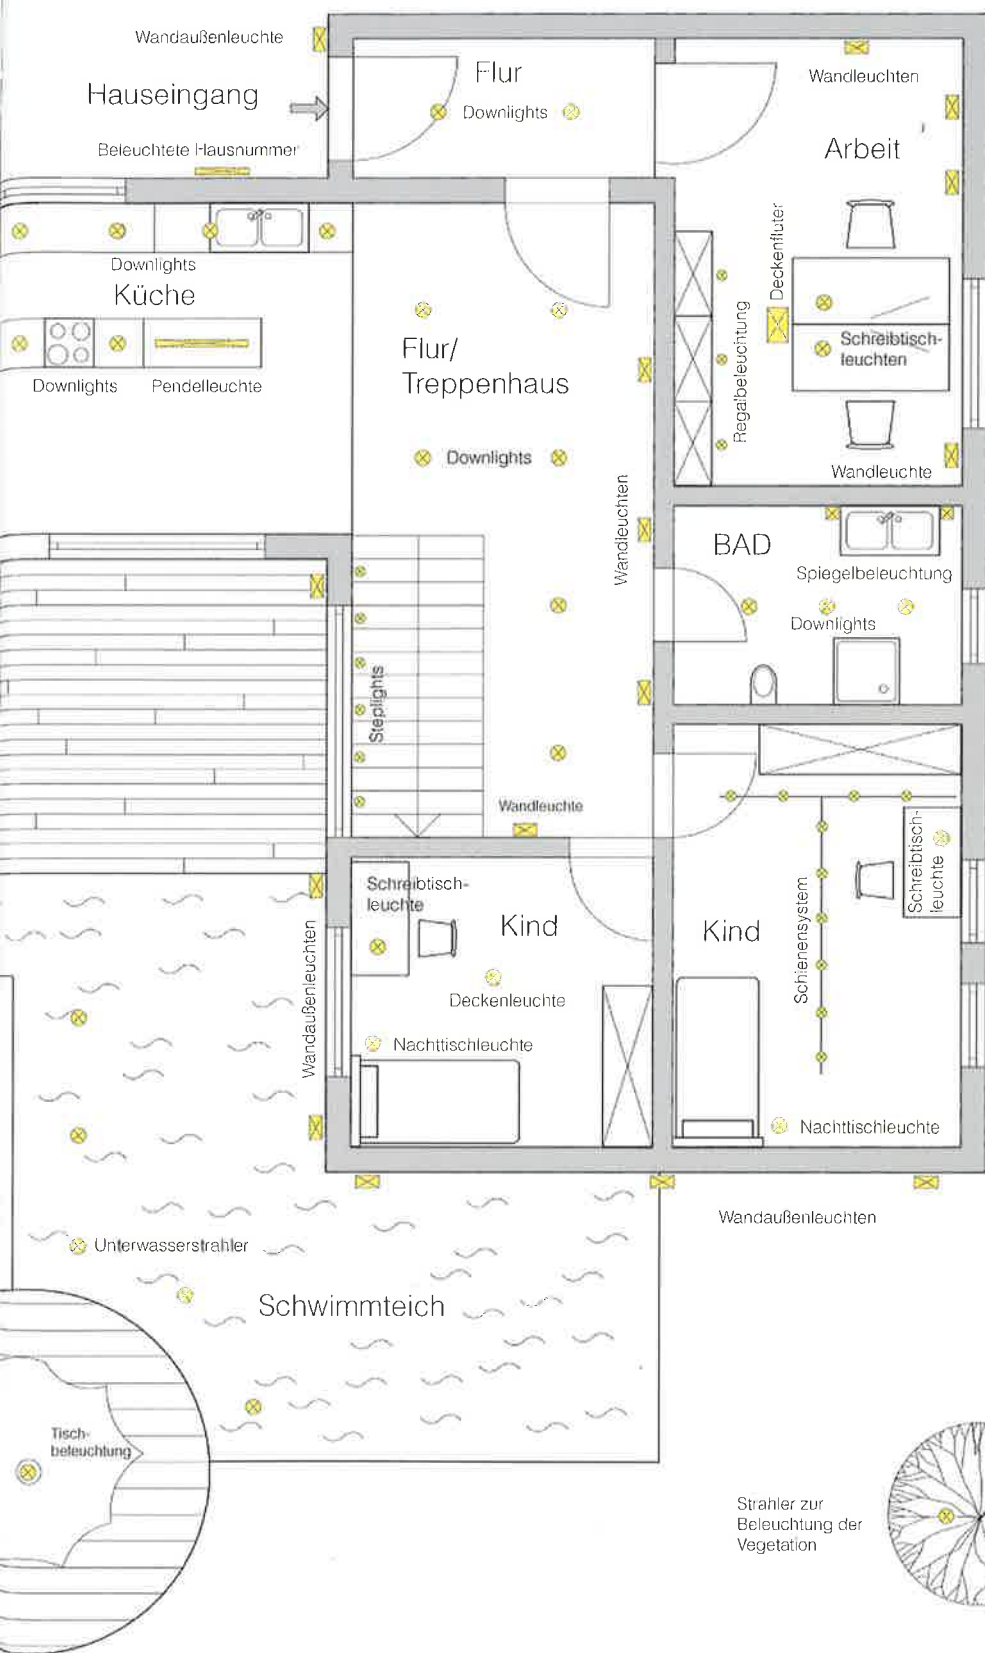 Wandaußenleuchte
Hauseingang
Beleuchtete Hausnummer
Flur
Downlights
Wandleuchten
Arbeit
Deckenfluter
Regalbeleuchtung
Schreibtisch-
leuchten
Wandleuchte
Downlights
Küche
Downlights
Pendelleuchte
Flur/
Treppenhaus
Downlights
Wandleuchten
BAD
Spiegelbeleuchtung
Downlights
Steplights
Wandleuchte
Schreibtisch-
leuchte
Kind
Deckenleuchte
Nachttischleuchte
Kind
Schienensystem
Schreibtisch-
leuchte
Nachttischleuchte
Wandaußenleuchten
Wandaußenleuchten
Unterwasserstrahler
Schwimmteich
Tisch-
beleuchtung
Strahler zur
Beleuchtung der
Vegetation